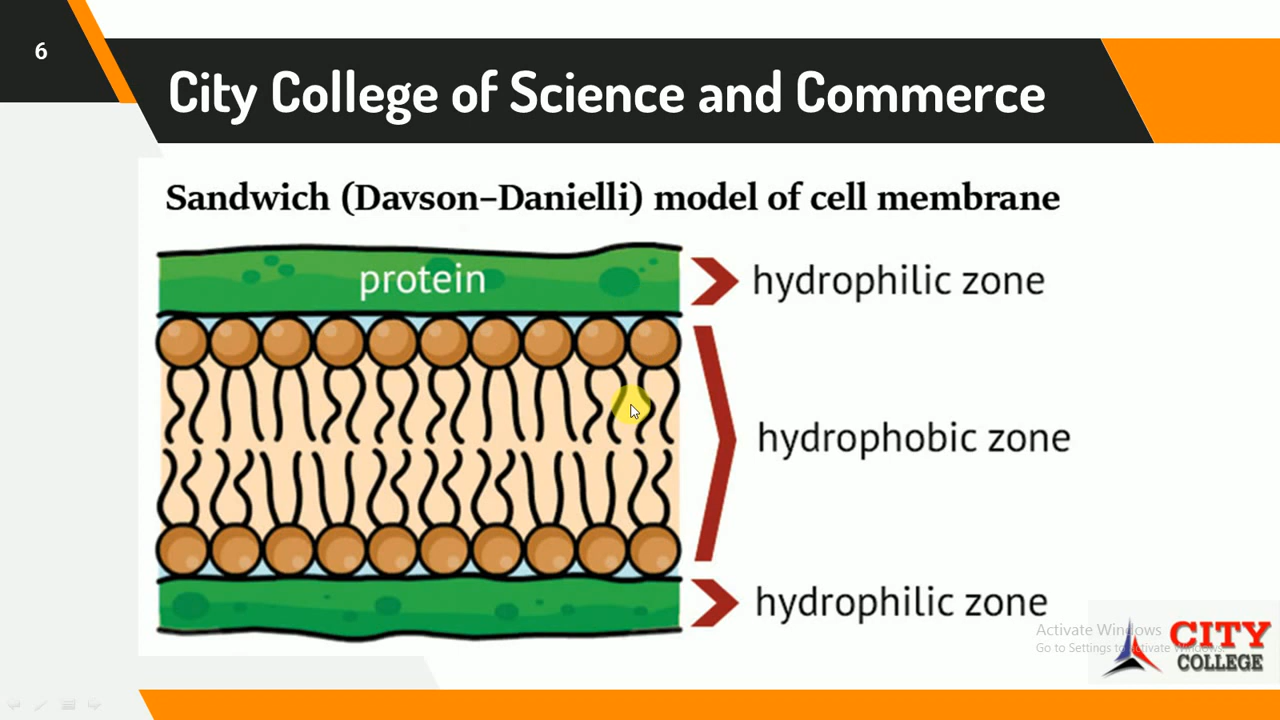 6
City College of Science and Commerce
Sandwich (Davson–Danielli) model of cell membrane
protein
hydrophilic zone
hydrophobic zone
hydrophilic zone
Activate Windows
Go to Settings to activate Windows.
CITY
COLLEGE